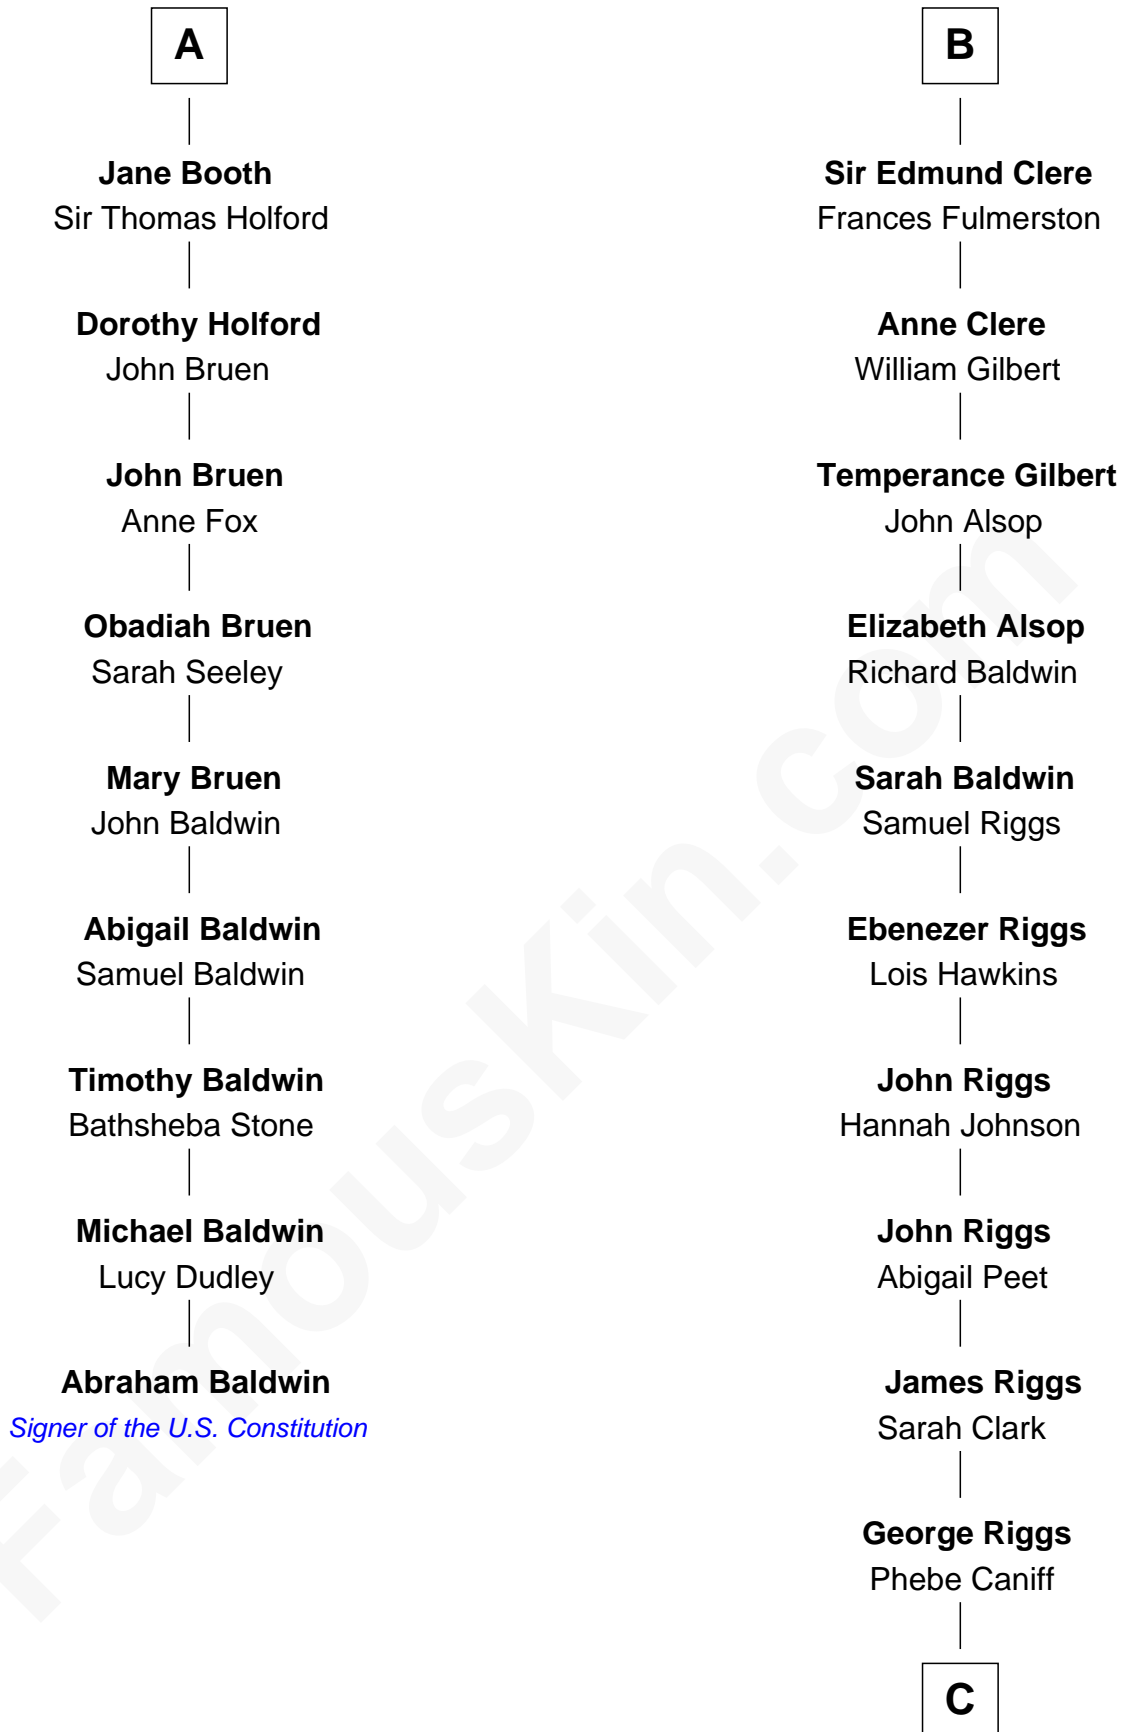 A
Jane Booth
Sir Thomas Holford
Dorothy Holford
John Bruen
John Bruen
Anne Fox
Obadiah Bruen
Sarah Seeley
Mary Bruen
John Baldwin
Abigail Baldwin
Samuel Baldwin
Timothy Baldwin
Bathsheba Stone
Michael Baldwin
Lucy Dudley
Abraham Baldwin
Signer of the U.S. Constitution
B
Sir Edmund Clere
Frances Fulmerston
Anne Clere
William Gilbert
Temperance Gilbert
John Alsop
Elizabeth Alsop
Richard Baldwin
Sarah Baldwin
Samuel Riggs
Ebenezer Riggs
Lois Hawkins
John Riggs
Hannah Johnson
John Riggs
Abigail Peet
James Riggs
Sarah Clark
George Riggs
Phebe Caniff
C
FamousKin.com